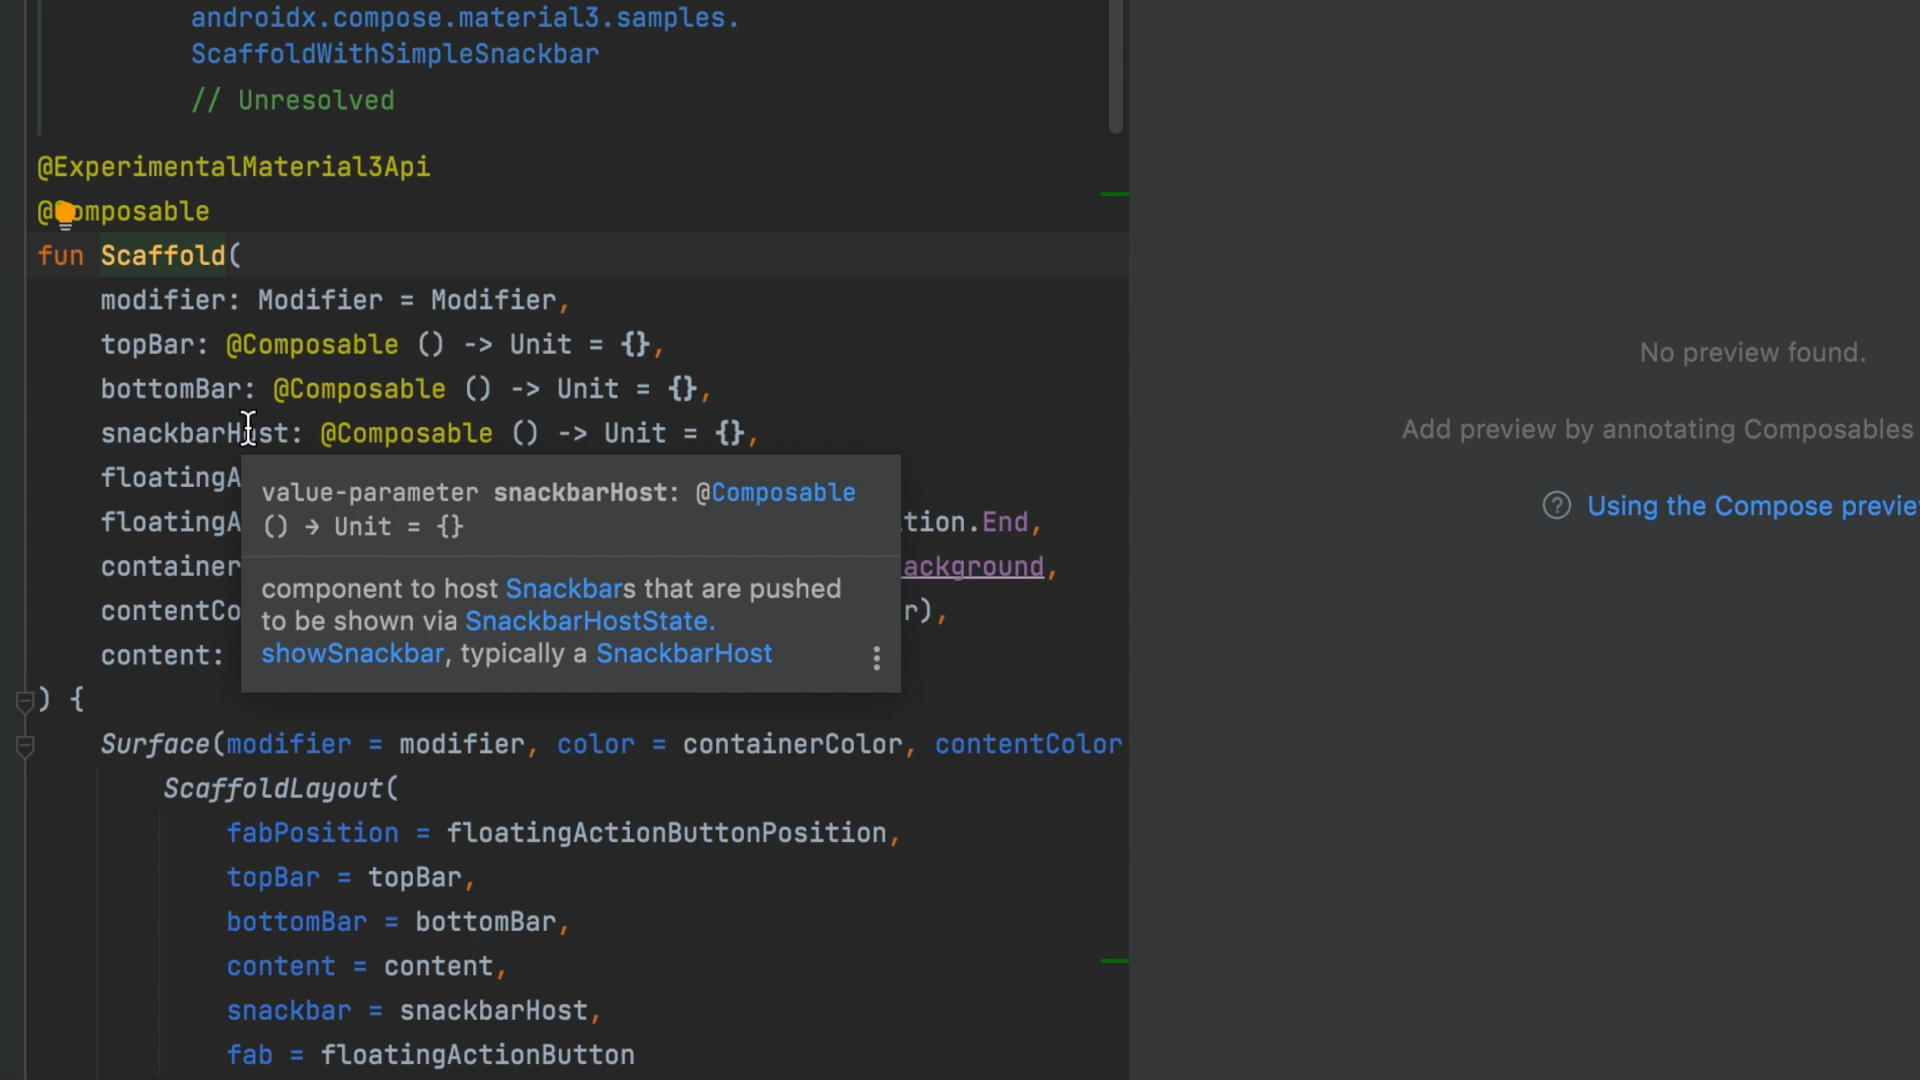 androidx.compose.material3.samples.
ScaffoldWithSimpleSnackbar
// Unresolved
@ExperimentalMaterial3Api
@Composable
fun Scaffold(
modifier: Modifier = Modifier,
topBar: @Composable () -> Unit = {},
bottomBar: @Composable () -> Unit = {},
snackbarHost: @Composable () -> Unit = {},
floatingA
floatingA tion.End,
container ackground,
contentCo r),
content:
value-parameter snackbarHost: @Composable
() → Unit = {}
component to host Snackbars that are pushed
to be shown via SnackbarHostState.
showSnackbar, typically a SnackbarHost
) {
Surface(modifier = modifier, color = containerColor, contentColor
ScaffoldLayout(
fabPosition = floatingActionButtonPosition,
topBar = topBar,
bottomBar = bottomBar,
content = content,
snackbar = snackbarHost,
fab = floatingActionButton
No preview found.
Add preview by annotating Composables
? Using the Compose previe